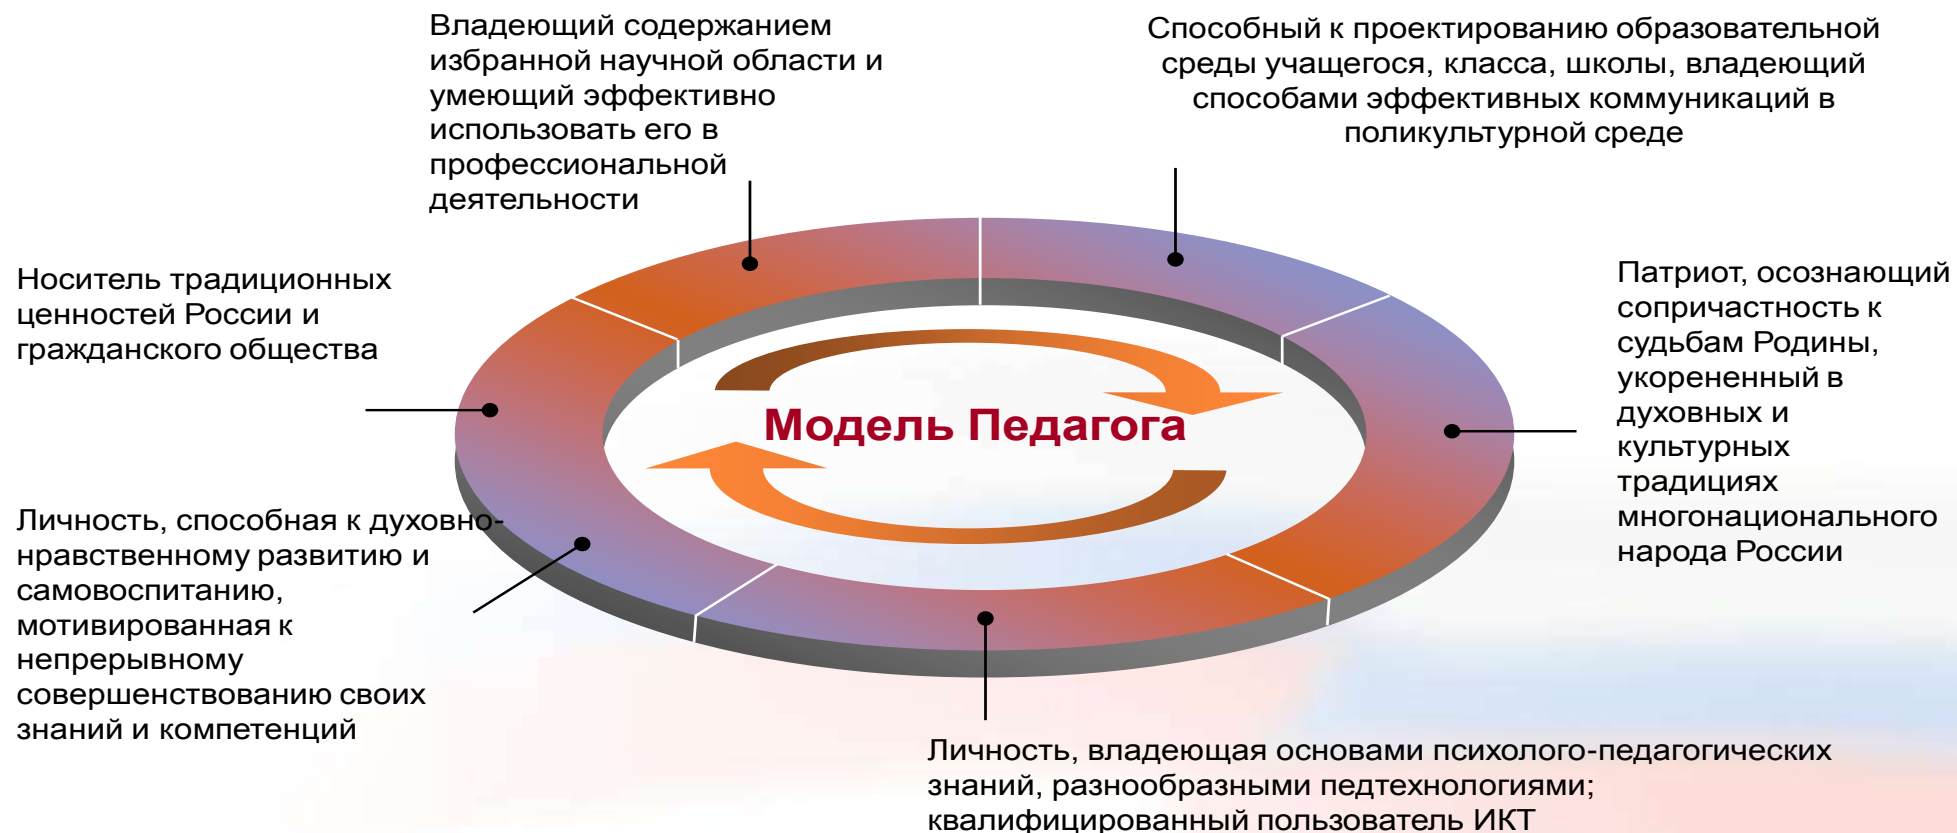 Владеющий содержанием
избранной научной области и
умеющий эффективно
использовать его в
профессиональной
деятельности
Способный к проектированию образовательной
среды учащегося, класса, школы, владеющий
способами эффективных коммуникаций в
поликультурной среде
Носитель традиционных
ценностей России и
гражданского общества
Патриот, осознающий
сопричастность к
судьбам Родины,
укорененный в
духовных и
культурных
традициях
многонационального
народа России
Модель Педагога
Личность, способная к духовно-
нравственному развитию и
самовоспитанию,
мотивированная к
непрерывному
совершенствованию своих
знаний и компетенций
Личность, владеющая основами психолого-педагогических
знаний, разнообразными педтехнологиями;
квалифицированный пользователь ИКТ